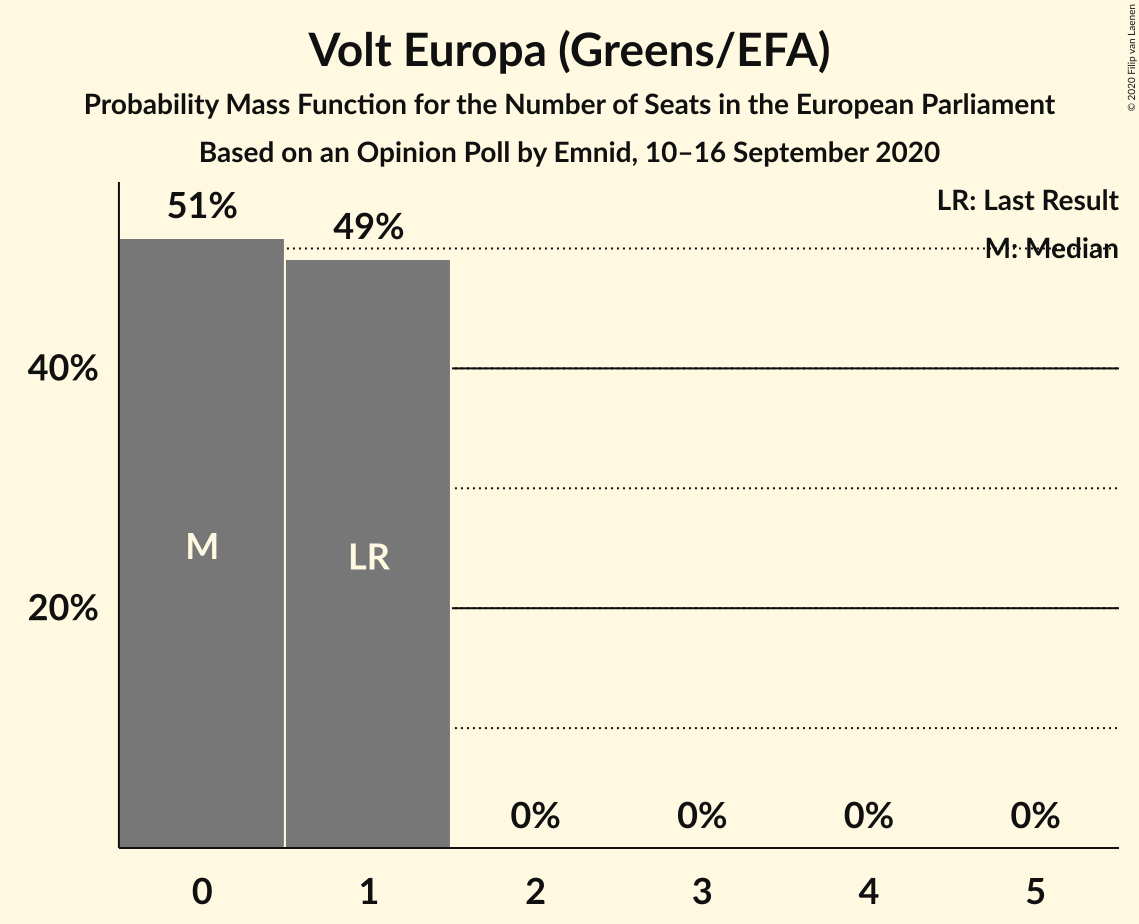 Volt Europa (Greens/EFA)
Probability Mass Function for the Number of Seats in the European Parliament
Based on an Opinion Poll by Emnid, 10–16 September 2020
© 2020 Filip van Laenen
LR: Last Result
M: Median
51%
49%
40%
20%
M
LR
0%
0%
0%
0%
0
1
2
3
4
5